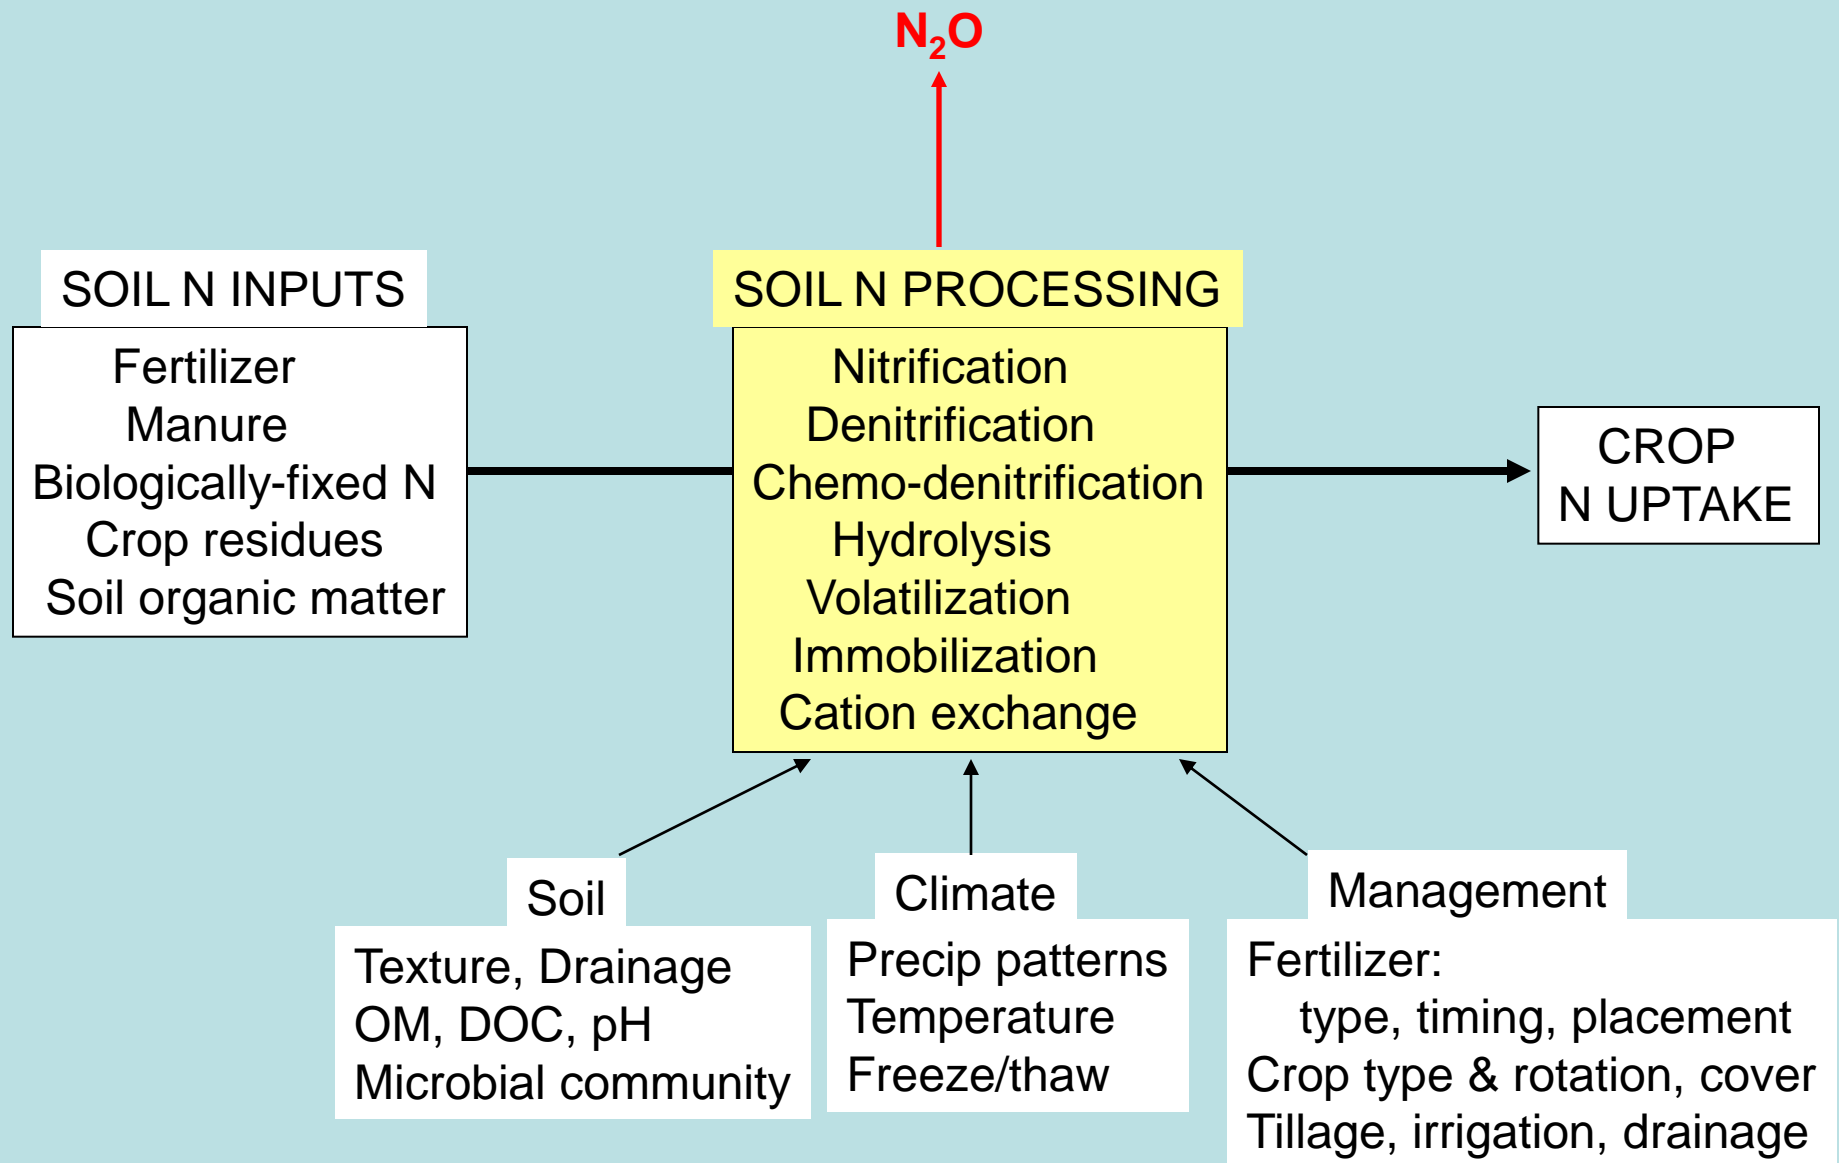 N₂O
SOIL N INPUTS
Fertilizer
Manure
Biologically-fixed N
Crop residues
Soil organic matter
SOIL N PROCESSING
Nitrification
Denitrification
Chemo-denitrification
Hydrolysis
Volatilization
Immobilization
Cation exchange
CROP
N UPTAKE
Soil
Texture, Drainage
OM, DOC, pH
Microbial community
Climate
Precip patterns
Temperature
Freeze/thaw
Management
Fertilizer:
type, timing, placement
Crop type & rotation, cover
Tillage, irrigation, drainage